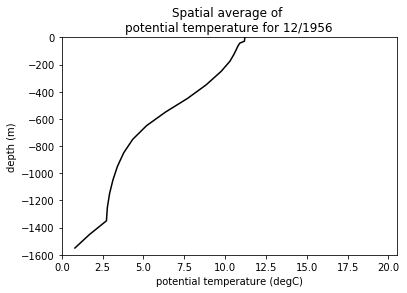 Spatial average of
potential temperature for 12/1956
0
−200
−400
−600
−800
−1000
−1200
−1400
−1600
depth (m)
0.0 2.5 5.0 7.5 10.0 12.5 15.0 17.5 20.0
potential temperature (degC)